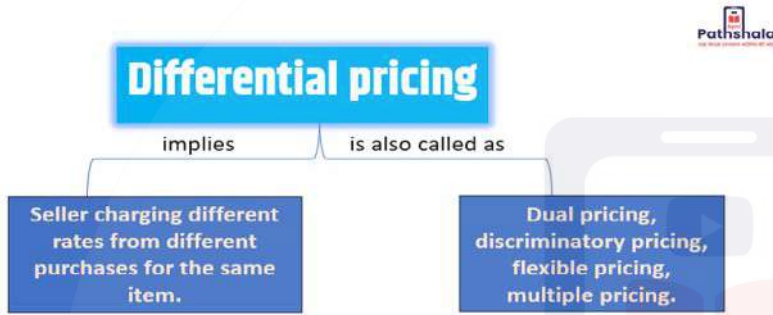 Pathshala
Differential pricing
implies
is also called as
Seller charging different
rates from different
purchases for the same
item.
Dual pricing,
discriminatory pricing,
flexible pricing,
multiple pricing.